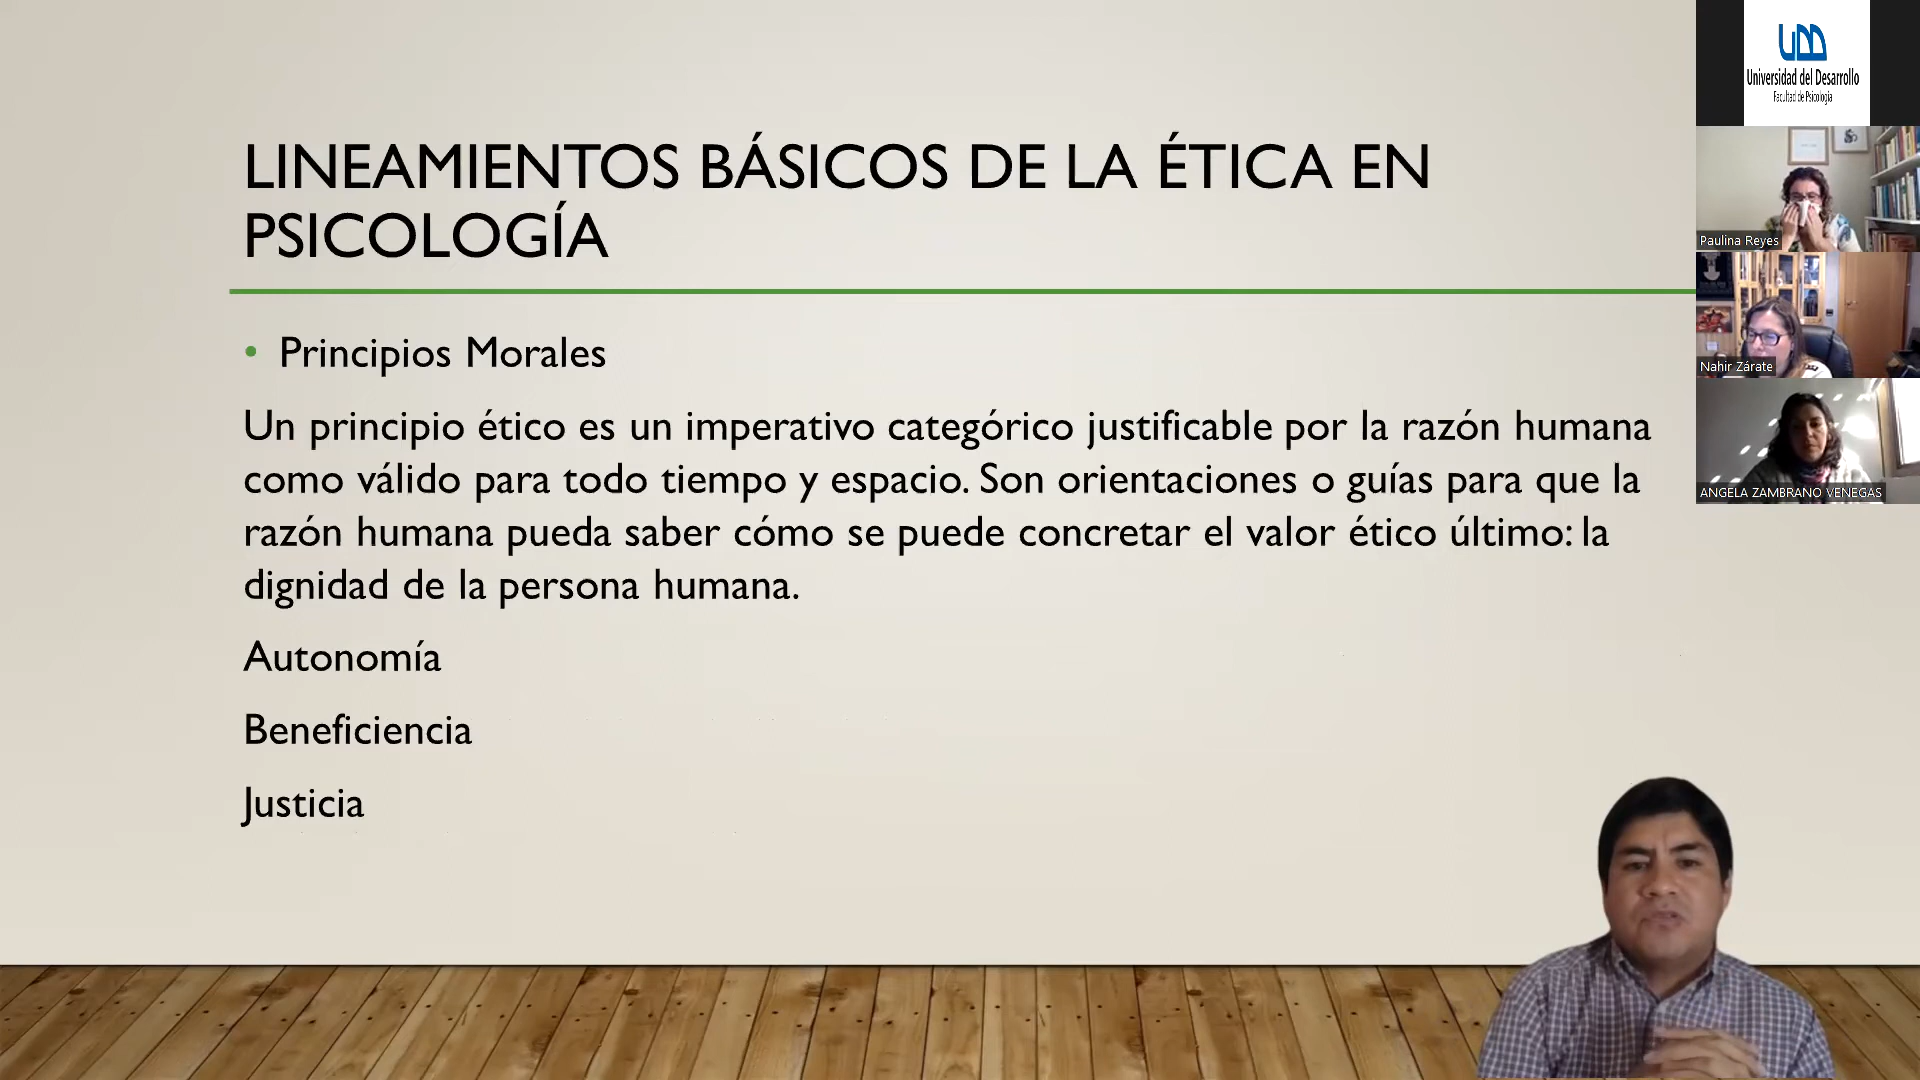 LINEAMIENTOS BÁSICOS DE LA ÉTICA EN
PSICOLOGÍA
• Principios Morales
Un principio ético es un imperativo categórico justificable por la razón humana
como válido para todo tiempo y espacio. Son orientaciones o guías para que la
razón humana pueda saber cómo se puede concretar el valor ético último: la
dignidad de la persona humana.
Autonomía
Beneficiencia
Justicia
Universidad del Desarrollo
Facultad de Psicología
Paulina Reyes
Nahir Zárate
ANGELA ZAMBRANO VENEGAS